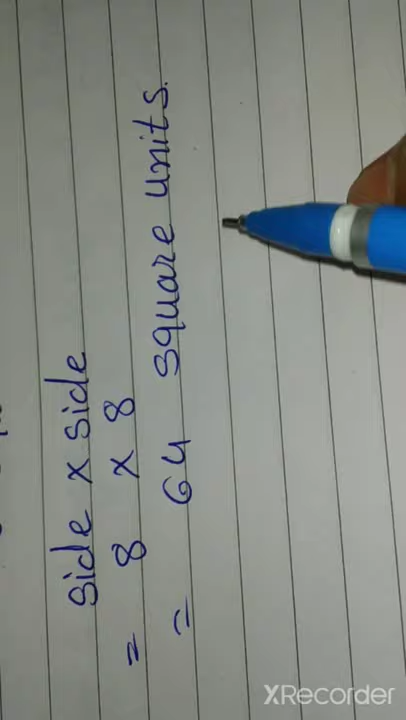 side x side
= 8 x 8
= 64 square units.
XRecorder